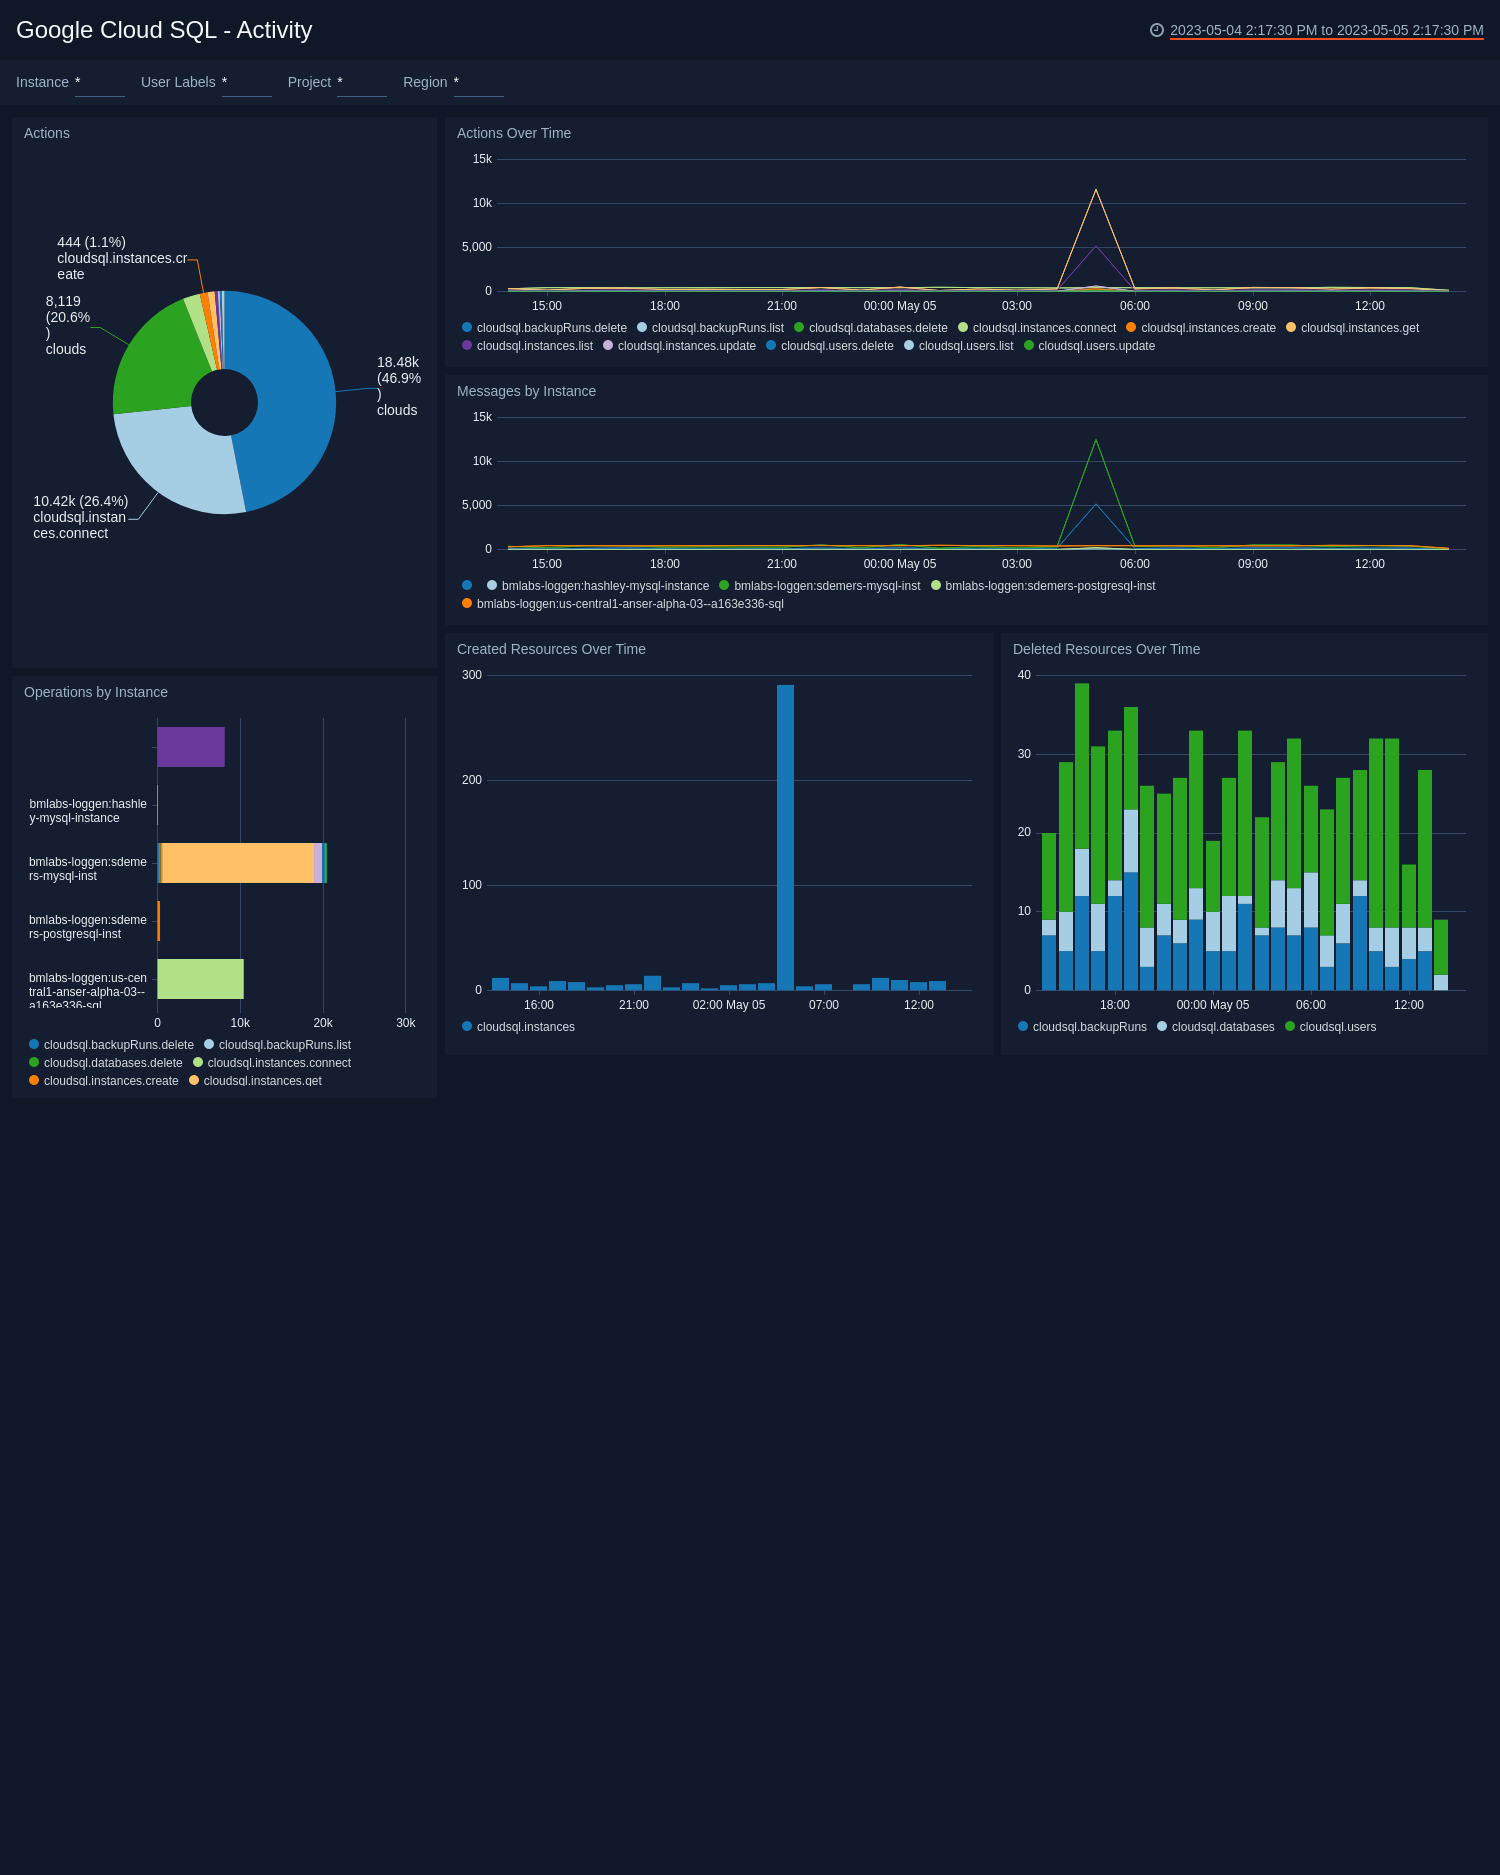 Google Cloud SQL - Activity
2023-05-04 2:17:30 PM to 2023-05-05 2:17:30 PM
Instance * User Labels * Project * Region *
Actions
444 (1.1%)
cloudsql.instances.cr
eate
8,119
(20.6%
)
clouds
18.48k
(46.9%
)
clouds
10.42k (26.4%)
cloudsql.instan
ces.connect
Actions Over Time
15k
10k
5,000
0
15:00 18:00 21:00 00:00 May 05 03:00 06:00 09:00 12:00
cloudsql.backupRuns.delete cloudsql.backupRuns.list cloudsql.databases.delete cloudsql.instances.connect cloudsql.instances.create cloudsql.instances.get
cloudsql.instances.list cloudsql.instances.update cloudsql.users.delete cloudsql.users.list cloudsql.users.update
Messages by Instance
15k
10k
5,000
0
15:00 18:00 21:00 00:00 May 05 03:00 06:00 09:00 12:00
bmlabs-loggen:hashley-mysql-instance bmlabs-loggen:sdemers-mysql-inst bmlabs-loggen:sdemers-postgresql-inst
bmlabs-loggen:us-central1-anser-alpha-03--a163e336-sql
Operations by Instance
bmlabs-loggen:hashle
y-mysql-instance
bmlabs-loggen:sdeme
rs-mysql-inst
bmlabs-loggen:sdeme
rs-postgresql-inst
bmlabs-loggen:us-cen
tral1-anser-alpha-03--
a163e336-sql
0 10k 20k 30k
cloudsql.backupRuns.delete cloudsql.backupRuns.list
cloudsql.databases.delete cloudsql.instances.connect
cloudsql.instances.create cloudsql.instances.get
Created Resources Over Time
300
200
100
0
16:00 21:00 02:00 May 05 07:00 12:00
cloudsql.instances
Deleted Resources Over Time
40
30
20
10
0
18:00 00:00 May 05 06:00 12:00
cloudsql.backupRuns cloudsql.databases cloudsql.users